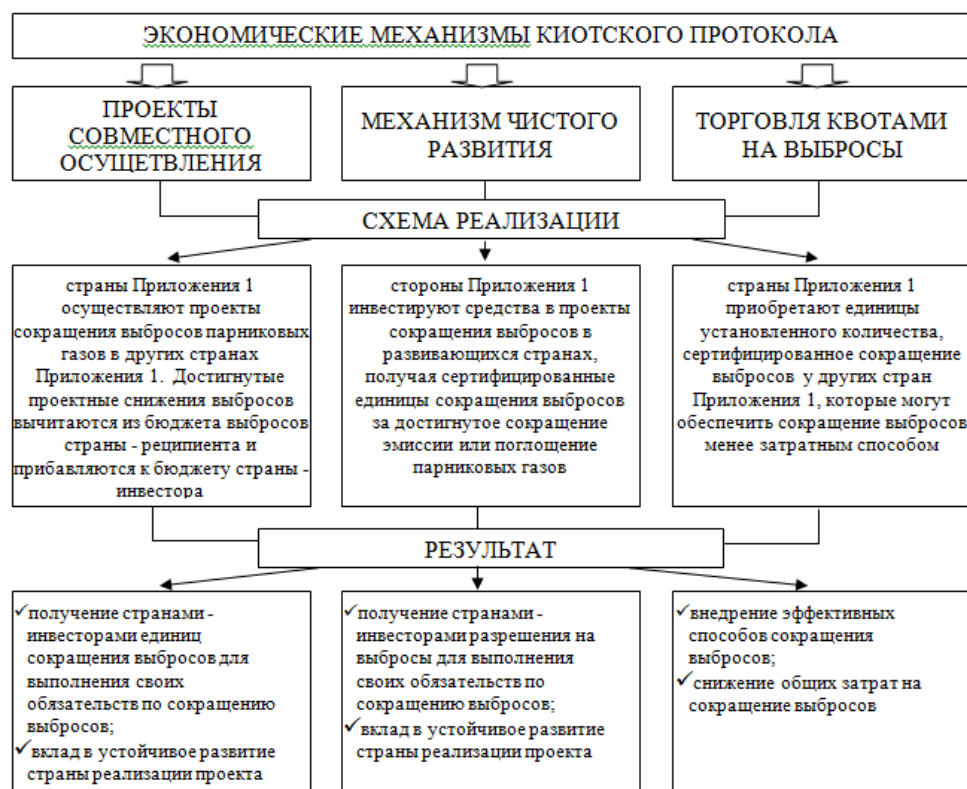 ЭКОНОМИЧЕСКИЕ МЕХАНИЗМЫ КИОТСКОГО ПРОТОКОЛА
ПРОЕКТЫ
СОВМЕСТНОГО
ОСУЩЕТВЛЕНИЯ
МЕХАНИЗМ ЧИСТОГО
РАЗВИТИЯ
ТОРГОВЛЯ КВОТАМИ
НА ВЫБРОСЫ
СХЕМА РЕАЛИЗАЦИИ
страны Приложения 1
осуществляют проекты
сокращения выбросов парниковых
газов в других странах
Приложения 1. Достигнутые
проектные снижения выбросов
вычитаются из бюджета выбросов
страны - реципиента и
прибавляются к бюджету страны -
инвестора
стороны Приложения 1
инвестируют средства в проекты
сокращения выбросов в
развивающихся странах,
получая сертифицированные
единицы сокращения выбросов
за достигнутое сокращение
эмиссии или поглощение
парниковых газов
страны Приложения 1
приобретают единицы
установленного количества,
сертифицированное сокращение
выбросов у других стран
Приложения 1, которые могут
обеспечить сокращение выбросов
менее затратным способом
РЕЗУЛЬТАТ
✓получение странами -
инвесторами единиц
сокращения выбросов для
выполнения своих
обязательств по сокращению
выбросов;
✓вклад в устойчивое развитие
страны реализации проекта
✓получение странами -
инвесторами разрешения на
выбросы для выполнения
своих обязательств по
сокращению выбросов;
✓вклад в устойчивое развитие
страны реализации проекта
✓внедрение эффективных
способов сокращения
выбросов;
✓снижение общих затрат на
сокращение выбросов